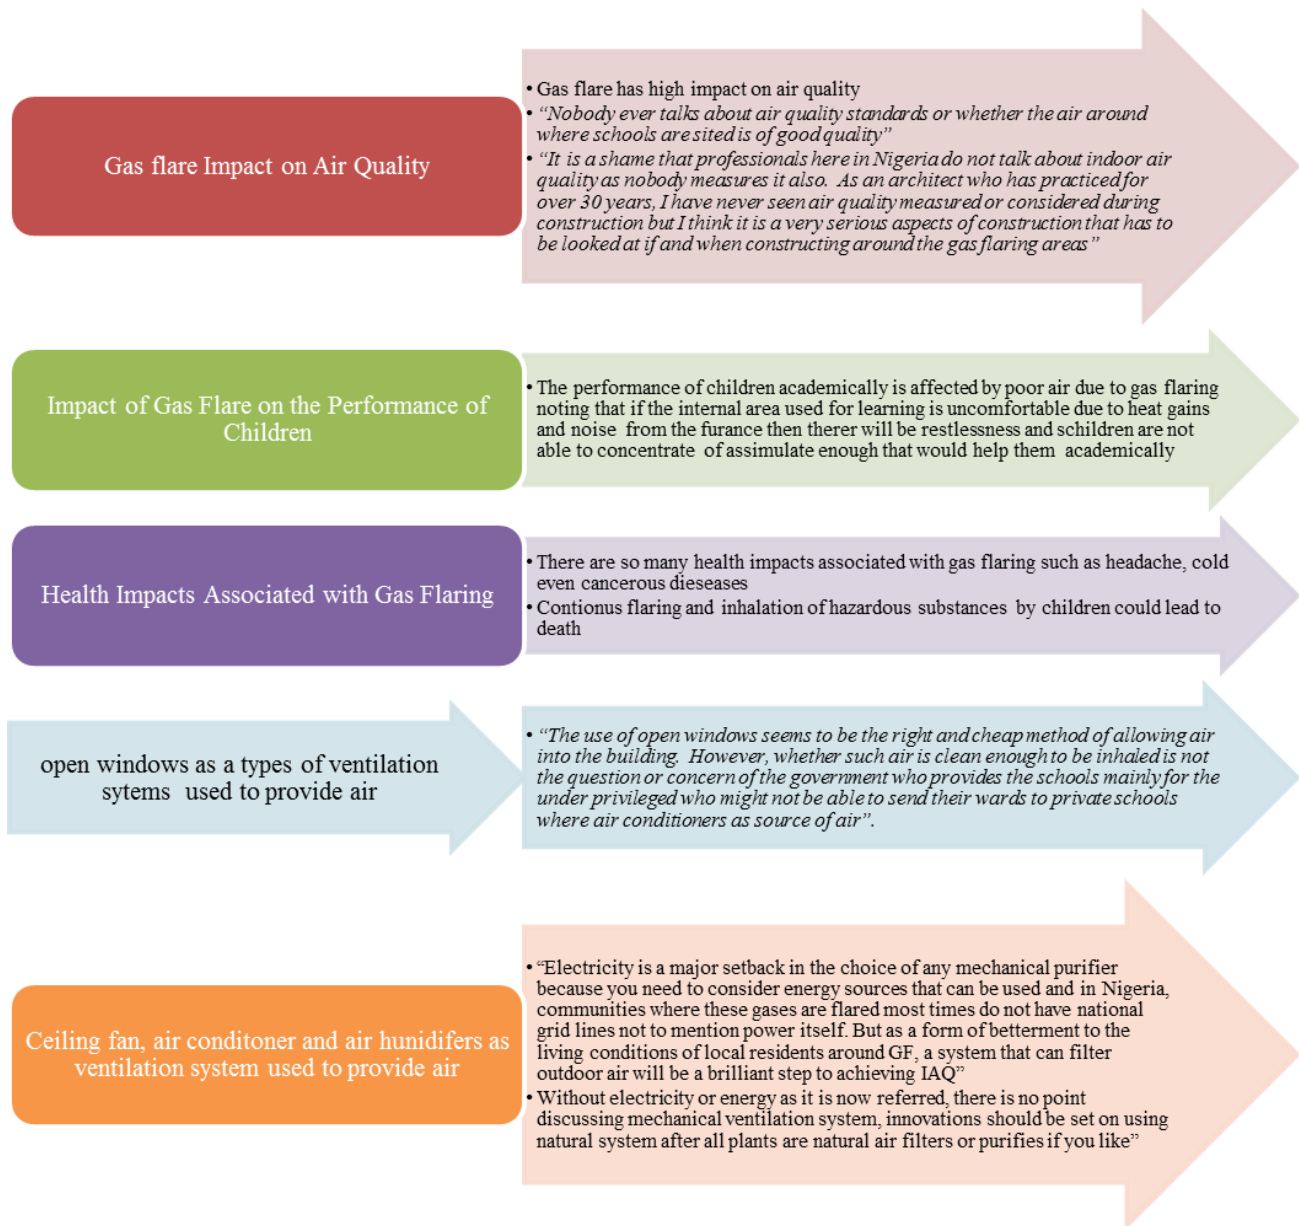 Gas flare Impact on Air Quality
• Gas flare has high impact on air quality
• “Nobody ever talks about air quality standards or whether the air around
where schools are sited is of good quality”
• “It is a shame that professionals here in Nigeria do not talk about indoor air
quality as nobody measures it also. As an architect who has practiced for
over 30 years, I have never seen air quality measured or considered during
construction but I think it is a very serious aspects of construction that has to
be looked at if and when constructing around the gas flaring areas”
Impact of Gas Flare on the Performance of
Children
• The performance of children academically is affected by poor air due to gas flaring
noting that if the internal area used for learning is uncomfortable due to heat gains
and noise from the furance then therer will be restlessness and schildren are not
able to concentrate of assimulate enough that would help them academically
Health Impacts Associated with Gas Flaring
• There are so many health impacts associated with gas flaring such as headache, cold
even cancerous dieseases
• Contionus flaring and inhalation of hazardous substances by children could lead to
death
open windows as a types of ventilation
sytems used to provide air
• “The use of open windows seems to be the right and cheap method of allowing air
into the building. However, whether such air is clean enough to be inhaled is not
the question or concern of the government who provides the schools mainly for the
under privileged who might not be able to send their wards to private schools
where air conditioners as source of air”.
Ceiling fan, air conditoner and air hunidifers as
ventilation system used to provide air
• “Electricity is a major setback in the choice of any mechanical purifier
because you need to consider energy sources that can be used and in Nigeria,
communities where these gases are flared most times do not have national
grid lines not to mention power itself. But as a form of betterment to the
living conditions of local residents around GF, a system that can filter
outdoor air will be a brilliant step to achieving IAQ”
• Without electricity or energy as it is now referred, there is no point
discussing mechanical ventilation system, innovations should be set on using
natural system after all plants are natural air filters or purifies if you like”